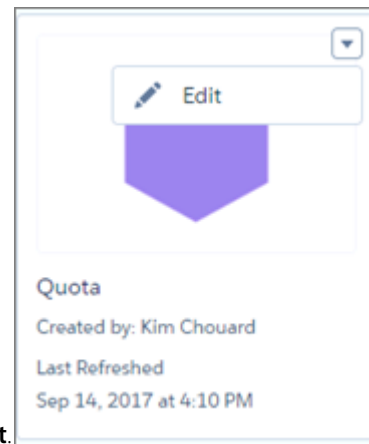 Edit
Quota
Created by: Kim Chouard
Last Refreshed
Sep 14, 2017 at 4:10 PM
t.